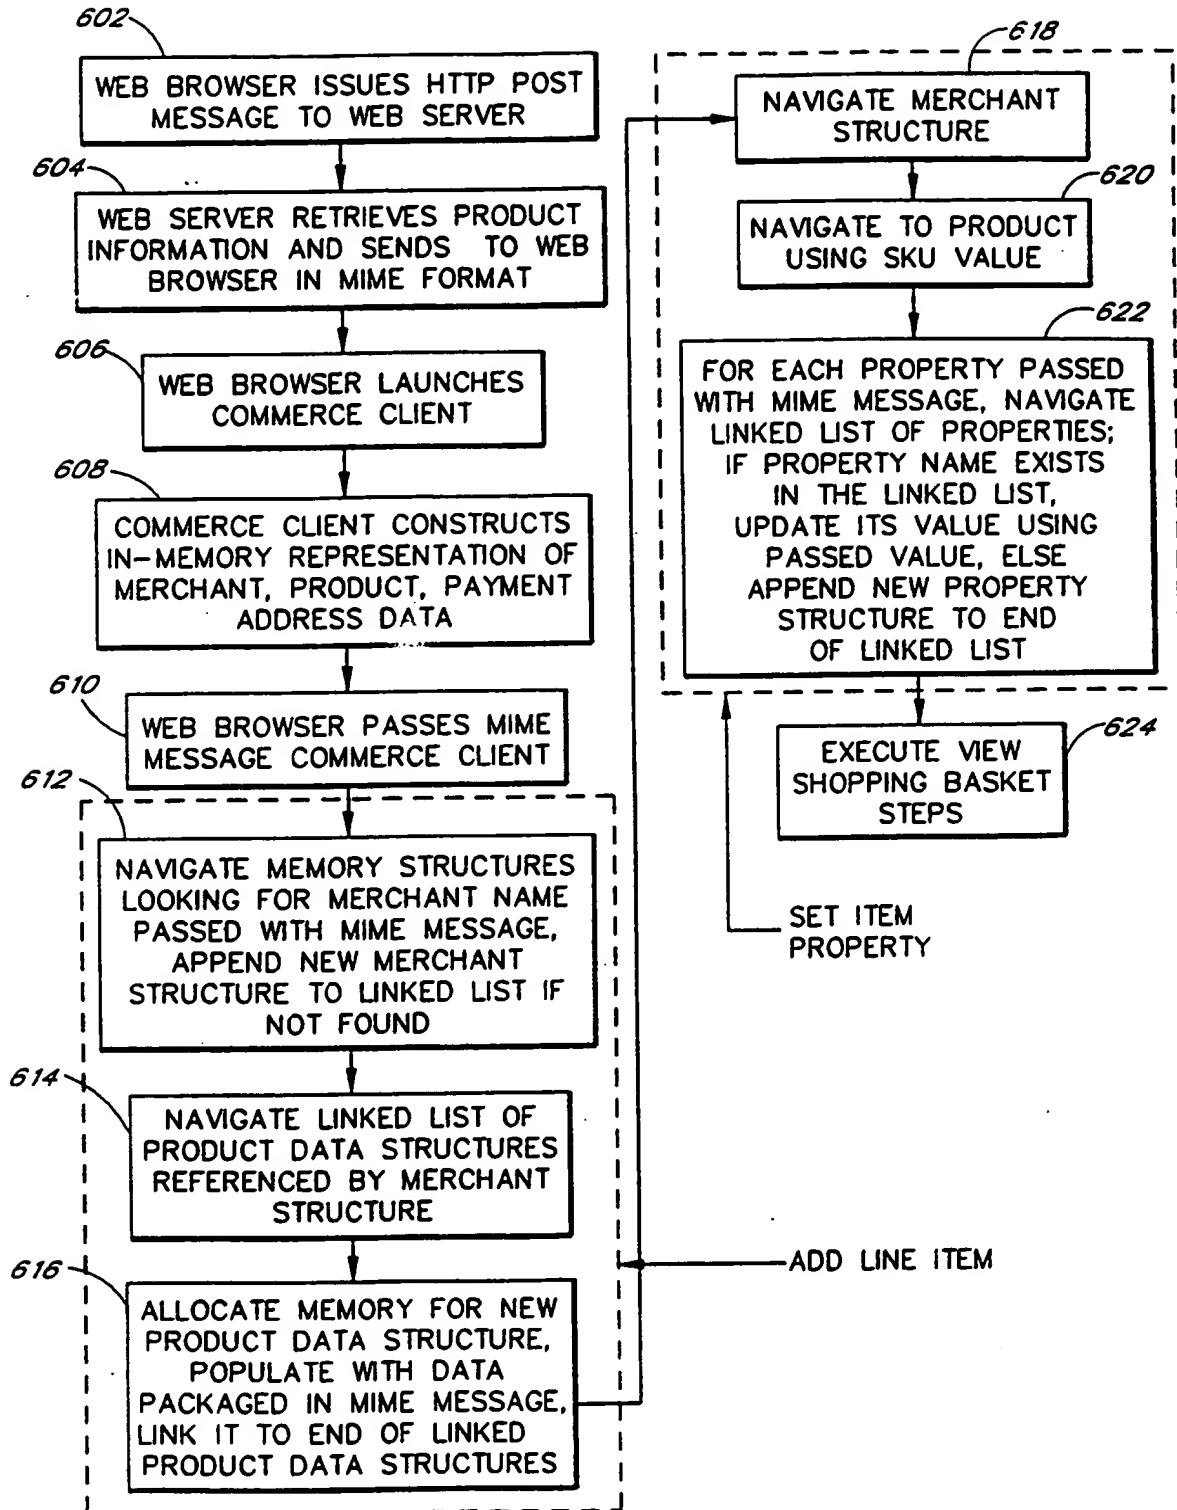 602
WEB BROWSER ISSUES HTTP POST
MESSAGE TO WEB SERVER
604
WEB SERVER RETRIEVES PRODUCT
INFORMATION AND SENDS TO WEB
BROWSER IN MIME FORMAT
606
WEB BROWSER LAUNCHES
COMMERCE CLIENT
608
COMMERCE CLIENT CONSTRUCTS
IN-MEMORY REPRESENTATION OF
MERCHANT, PRODUCT, PAYMENT
ADDRESS DATA
610
WEB BROWSER PASSES MIME
MESSAGE COMMERCE CLIENT
612
NAVIGATE MEMORY STRUCTURES
LOOKING FOR MERCHANT NAME
PASSED WITH MIME MESSAGE,
APPEND NEW MERCHANT
STRUCTURE TO LINKED LIST IF
NOT FOUND
614
NAVIGATE LINKED LIST OF
PRODUCT DATA STRUCTURES
REFERENCED BY MERCHANT
STRUCTURE
616
ALLOCATE MEMORY FOR NEW
PRODUCT DATA STRUCTURE,
POPULATE WITH DATA
PACKAGED IN MIME MESSAGE,
LINK IT TO END OF LINKED
PRODUCT DATA STRUCTURES
618
NAVIGATE MERCHANT
STRUCTURE
620
NAVIGATE TO PRODUCT
USING SKU VALUE
622
FOR EACH PROPERTY PASSED
WITH MIME MESSAGE, NAVIGATE
LINKED LIST OF PROPERTIES;
IF PROPERTY NAME EXISTS
IN THE LINKED LIST,
UPDATE ITS VALUE USING
PASSED VALUE, ELSE
APPEND NEW PROPERTY
STRUCTURE TO END
OF LINKED LIST
624
EXECUTE VIEW
SHOPPING BASKET
STEPS
SET ITEM
PROPERTY
ADD LINE ITEM